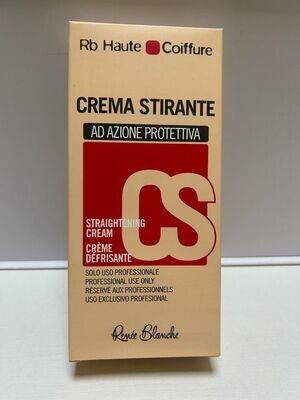 Rb Haute Coiffure
CREMA STIRANTE
AD AZIONE PROTETTIVA
CS
STRAIGHTENING
CREAM
CRÈME
DÉFRISANTE
SOLO USO PROFESSIONALE
PROFESSIONAL USE ONLY
RÉSERVÉ AUX PROFESSIONNELS
USO EXCLUSIVO PROFESIONAL
Renée Blanche